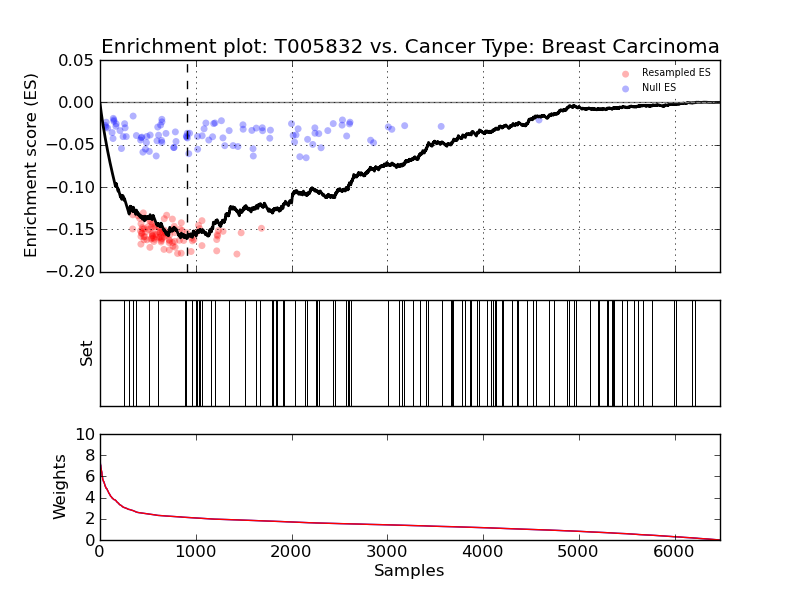 Enrichment plot: T005832 vs. Cancer Type: Breast Carcinoma
Enrichment score (ES)
0.05
0.00
−0.05
−0.10
−0.15
−0.20
Resampled ES
Null ES
Set
Weights
10
8
6
4
2
0
0 1000 2000 3000 4000 5000 6000
Samples